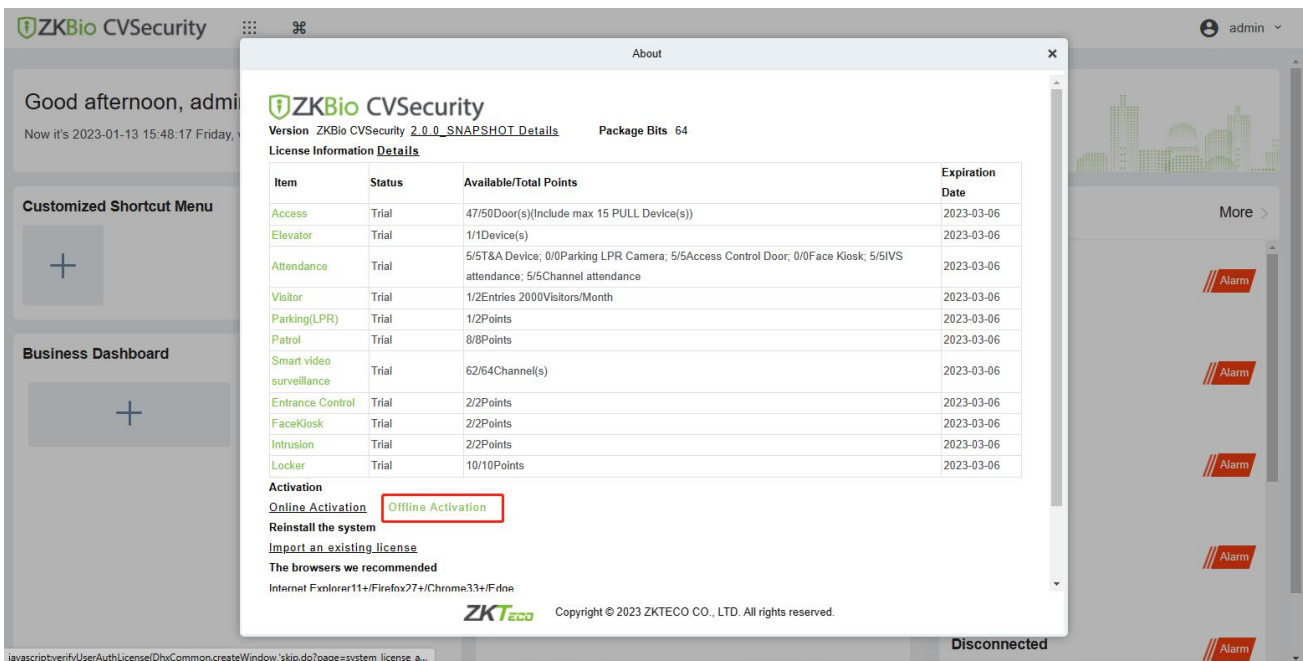 ZKBio CVSecurity
admin
About
Good afternoon, admi
Now it's 2023-01-13 15:48:17 Friday,
Customized Shortcut Menu
Business Dashboard
ZKBio CVSecurity
Version ZKBio CVSecurity 2.0.0_SNAPSHOT Details Package Bits 64
License Information Details
Item Status Available/Total Points Expiration Date
Access Trial 47/50Door(s)(Include max 15 PULL Device(s)) 2023-03-06
Elevator Trial 1/1Device(s) 2023-03-06
Attendance Trial 5/5T&A Device; 0/0Parking LPR Camera; 5/5Access Control Door; 0/0Face Kiosk; 5/5IVS
attendance; 5/5Channel attendance 2023-03-06
Visitor Trial 1/2Entries 2000Visitors/Month 2023-03-06
Parking(LPR) Trial 1/2Points 2023-03-06
Patrol Trial 8/8Points 2023-03-06
Smart video
surveillance Trial 62/64Channel(s) 2023-03-06
Entrance Control Trial 2/2Points 2023-03-06
FaceKiosk Trial 2/2Points 2023-03-06
Intrusion Trial 2/2Points 2023-03-06
Locker Trial 10/10Points 2023-03-06
Activation
Online Activation Offline Activation
Reinstall the system
Import an existing license
The browsers we recommended
Internet Explorer11+/Firefox27+/Chrome33+/Edge
ZKTECO Copyright © 2023 ZKTECO CO., LTD. All rights reserved.
More
Alarm
Alarm
Alarm
Alarm
Disconnected
Alarm
javascript:verifyUserAuthLicense(DhxCommon.createWindow,'skip.do?page=system_license_a...